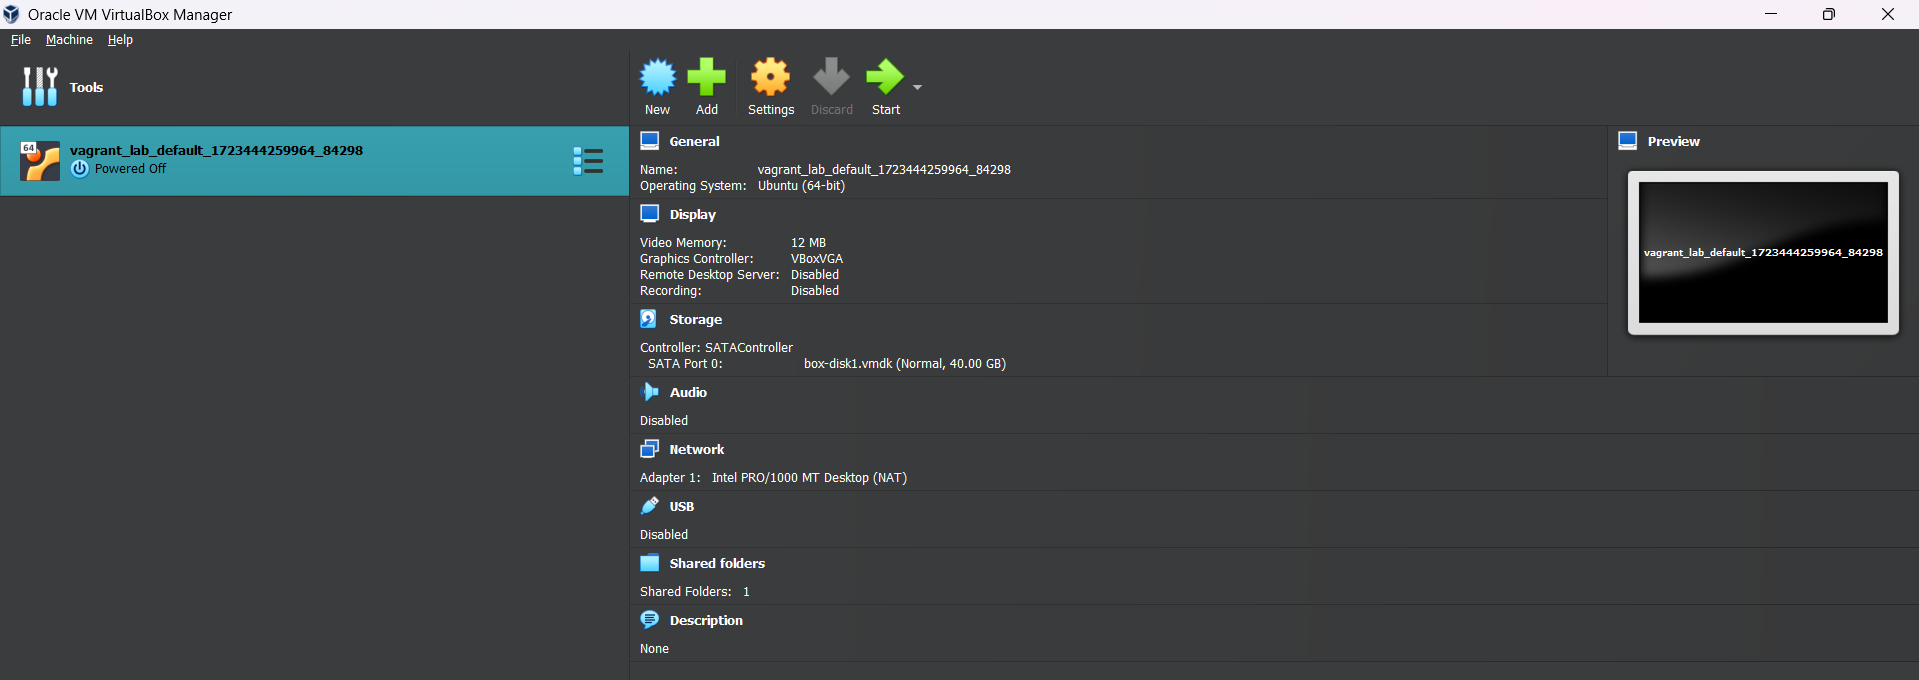 Oracle VM VirtualBox Manager
File Machine Help
Tools
New Add Settings Discard Start
64
vagrant_lab_default_1723444259964_84298
Powered Off
General
Name: vagrant_lab_default_1723444259964_84298
Operating System: Ubuntu (64-bit)
Display
Video Memory: 12 MB
Graphics Controller: VBoxVGA
Remote Desktop Server: Disabled
Recording: Disabled
Storage
Controller: SATAController
SATA Port 0: box-disk1.vmdk (Normal, 40.00 GB)
Audio
Disabled
Network
Adapter 1: Intel PRO/1000 MT Desktop (NAT)
USB
Disabled
Shared folders
Shared Folders: 1
Description
None
Preview
vagrant_lab_default_1723444259964_84298